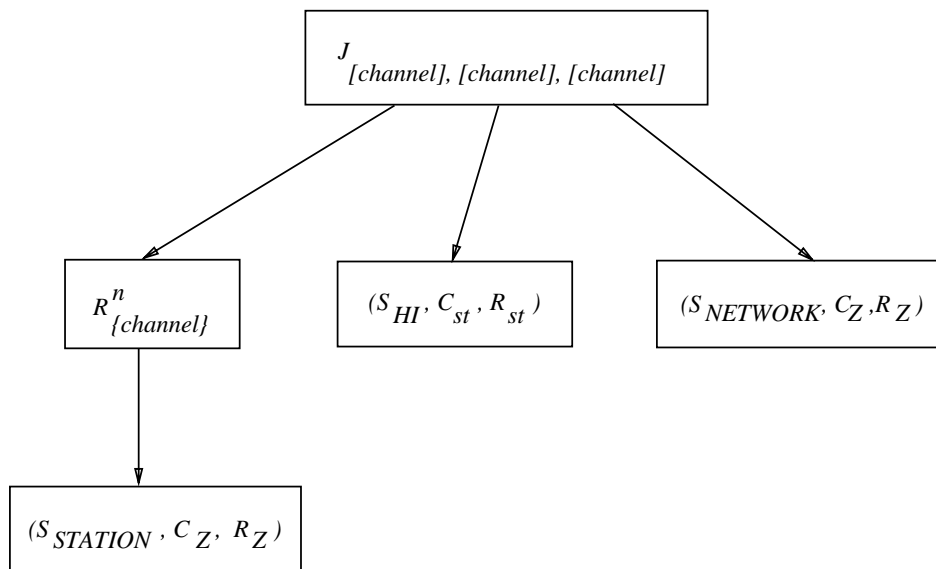 J [channel], [channel], [channel]
R n {channel}
(S HI, C st, R st)
(S NETWORK, C Z, R Z)
(S STATION, C Z, R Z)